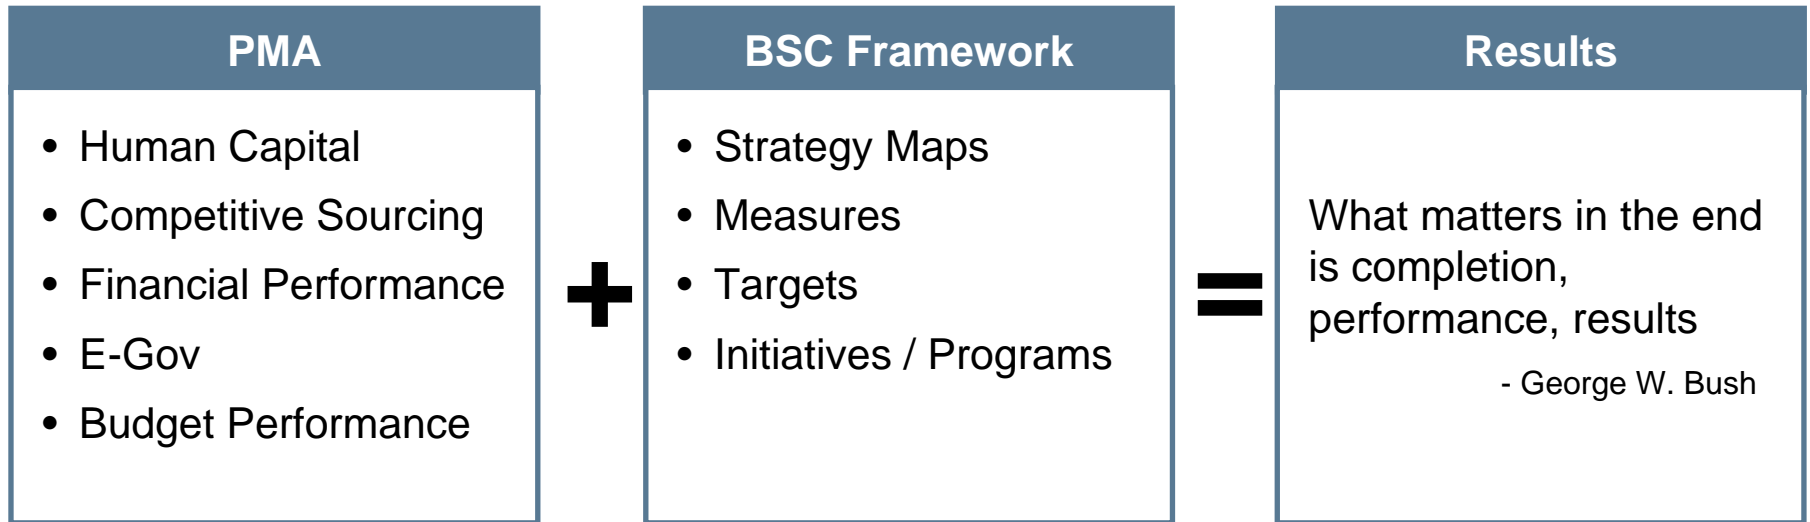 PMA
• Human Capital
• Competitive Sourcing
• Financial Performance
• E-Gov
• Budget Performance
+
BSC Framework
• Strategy Maps
• Measures
• Targets
• Initiatives / Programs
=
Results
What matters in the end
is completion,
performance, results
- George W. Bush